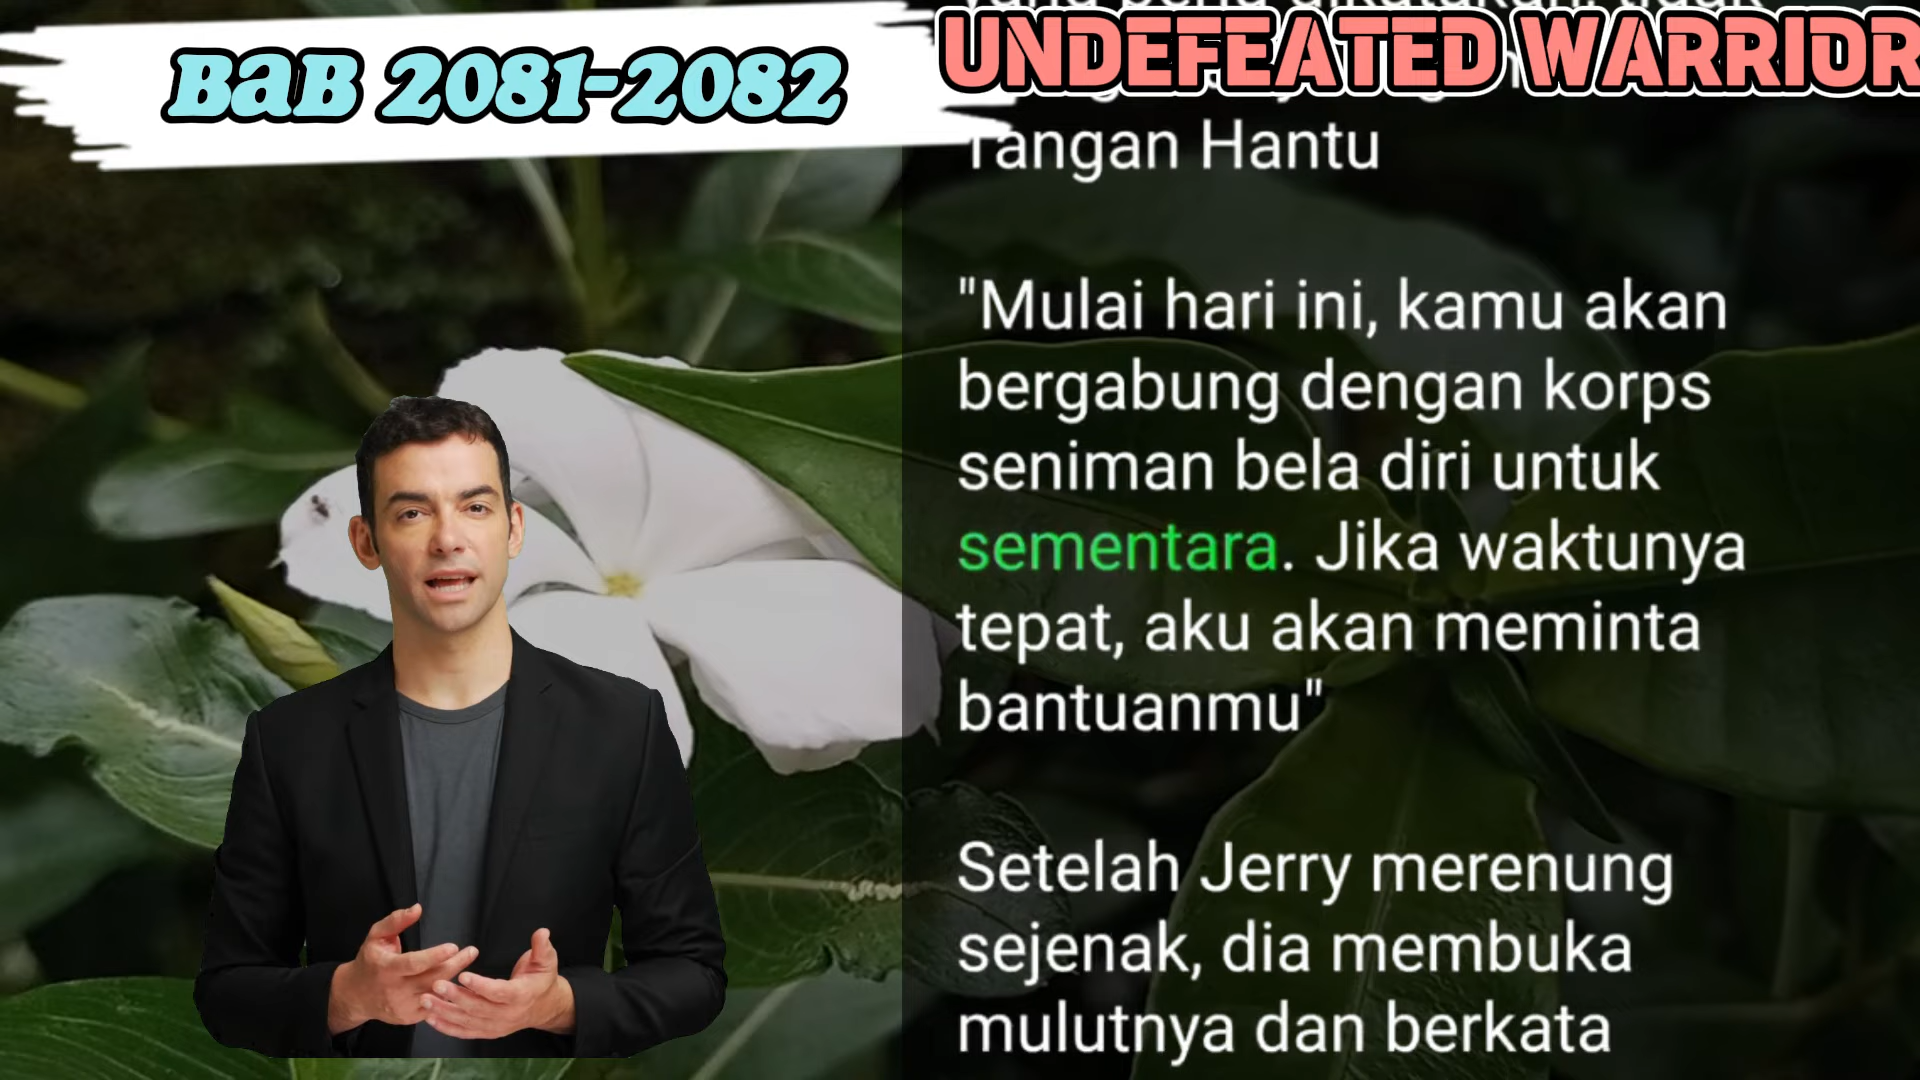 BAB 2081-2082
UNDEFEATED WARRIOR
Tangan Hantu
"Mulai hari ini, kamu akan
bergabung dengan korps
seniman bela diri untuk
sementara. Jika waktunya
tepat, aku akan meminta
bantuanmu"
Setelah Jerry merenung
sejenak, dia membuka
mulutnya dan berkata